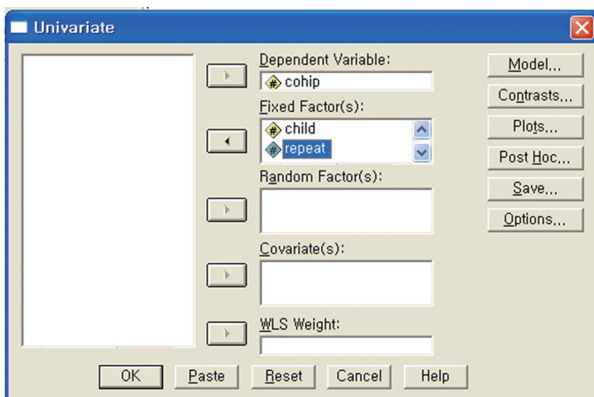 Univariate
Dependent Variable:
cohip
Fixed Factor(s):
child
repeat
Random Factor(s):
Covariate(s):
WLS Weight:
Model...
Contrasts...
Plots...
Post Hoc...
Save...
Options...
OK
Paste
Reset
Cancel
Help